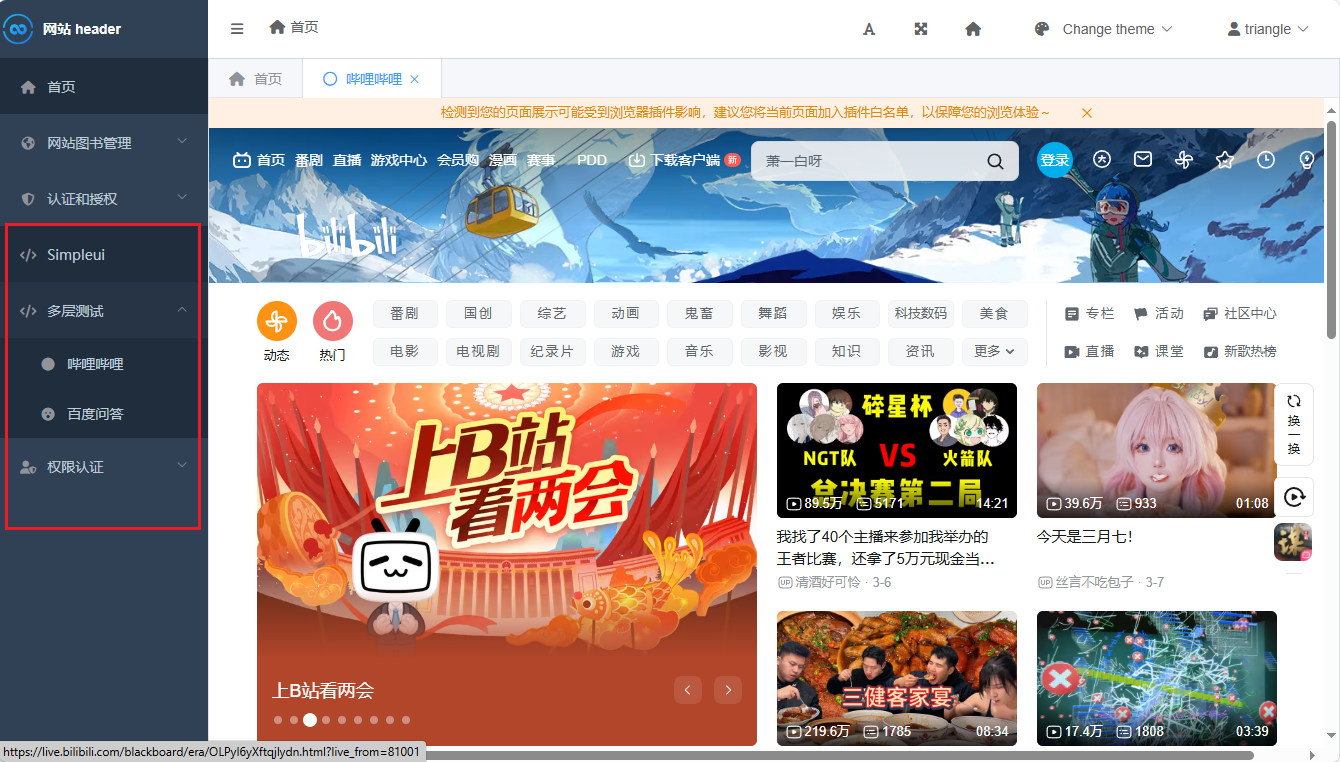 网站 header
首页
Change theme
triangle
首页
网站图书管理
认证和授权
Simpleui
多层测试
哔哩哔哩
百度问答
权限认证
首页
哔哩哔哩
检测到您的页面展示可能受到浏览器插件影响，建议您将当前页面加入插件白名单，以保障您的浏览体验～
首页 番剧 直播 游戏中心 会员购 漫画 赛事 PDD 下载客户端 新
萧一白呀
登录
bilibili
动态
热门
番剧 国创 综艺 动画 鬼畜 舞蹈 娱乐 科技数码 美食
电影 电视剧 纪录片 游戏 音乐 影视 知识 资讯 更多
专栏 活动 社区中心
直播 课堂 新歌热榜
上B站
看两会
上B站看两会
碎星杯
NGT队 VS 火箭队
总决赛第二局
89.5万 5171 14:21
我找了40个主播来参加我举办的
王者比赛，还拿了5万元现金当...
UP 清酒好可怜 · 3-6
39.6万 933 01:08
今天是三月七！
UP 丝言不吃包子 · 3-7
换
一
换
谋
三健客家宴
219.6万 1785 08:34
17.4万 1808 03:39
https://live.bilibili.com/blackboard/era/OLPyI6yXftqjlydn.html?live_from=81001